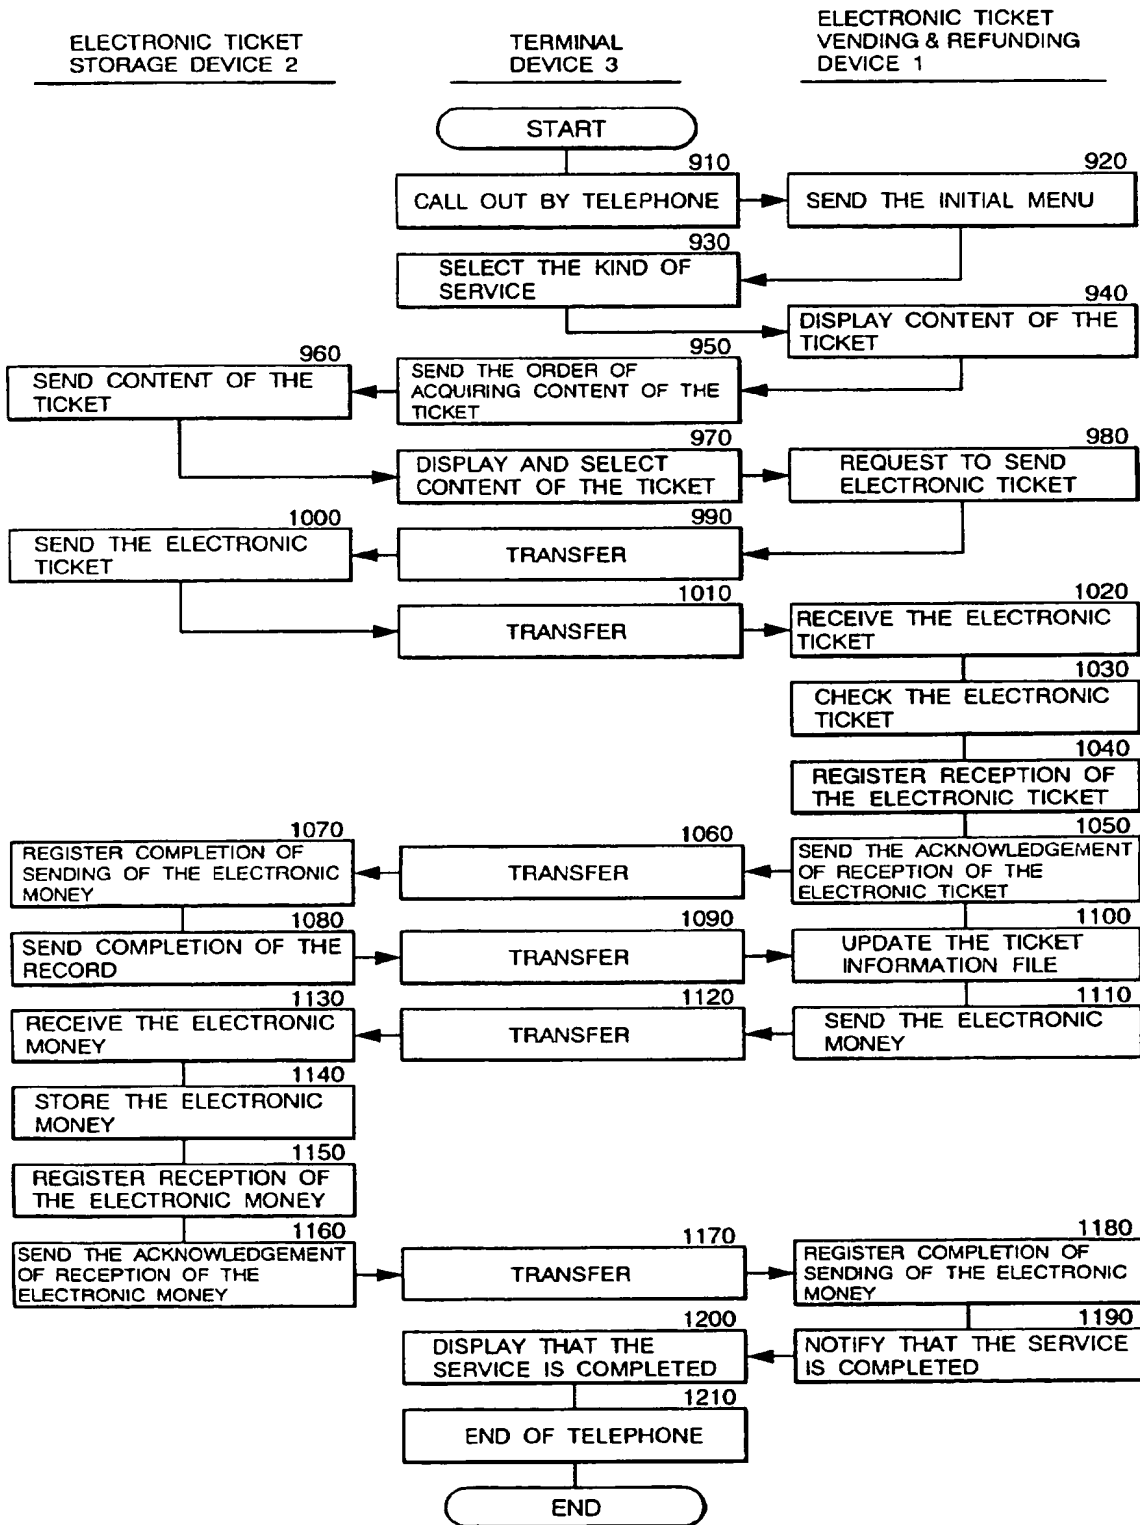 ELECTRONIC TICKET
STORAGE DEVICE 2
TERMINAL
DEVICE 3
ELECTRONIC TICKET
VENDING & REFUNDING
DEVICE 1
START
910
CALL OUT BY TELEPHONE
920
SEND THE INITIAL MENU
930
SELECT THE KIND OF
SERVICE
940
DISPLAY CONTENT OF THE
TICKET
950
SEND THE ORDER OF
ACQUIRING CONTENT OF THE
TICKET
960
SEND CONTENT OF THE
TICKET
970
DISPLAY AND SELECT
CONTENT OF THE TICKET
980
REQUEST TO SEND
ELECTRONIC TICKET
990
TRANSFER
1000
SEND THE ELECTRONIC
TICKET
1010
TRANSFER
1020
RECEIVE THE ELECTRONIC
TICKET
1030
CHECK THE ELECTRONIC
TICKET
1040
REGISTER RECEPTION OF
THE ELECTRONIC TICKET
1050
SEND THE ACKNOWLEDGEMENT
OF RECEPTION OF THE
ELECTRONIC TICKET
1060
TRANSFER
1070
REGISTER COMPLETION OF
SENDING OF THE ELECTRONIC
MONEY
1080
SEND COMPLETION OF THE
RECORD
1090
TRANSFER
1100
UPDATE THE TICKET
INFORMATION FILE
1110
SEND THE ELECTRONIC
MONEY
1120
TRANSFER
1130
RECEIVE THE ELECTRONIC
MONEY
1140
STORE THE ELECTRONIC
MONEY
1150
REGISTER RECEPTION OF
THE ELECTRONIC MONEY
1160
SEND THE ACKNOWLEDGEMENT
OF RECEPTION OF THE
ELECTRONIC MONEY
1170
TRANSFER
1180
REGISTER COMPLETION OF
SENDING OF THE ELECTRONIC
MONEY
1190
NOTIFY THAT THE SERVICE
IS COMPLETED
1200
DISPLAY THAT THE
SERVICE IS COMPLETED
1210
END OF TELEPHONE
END